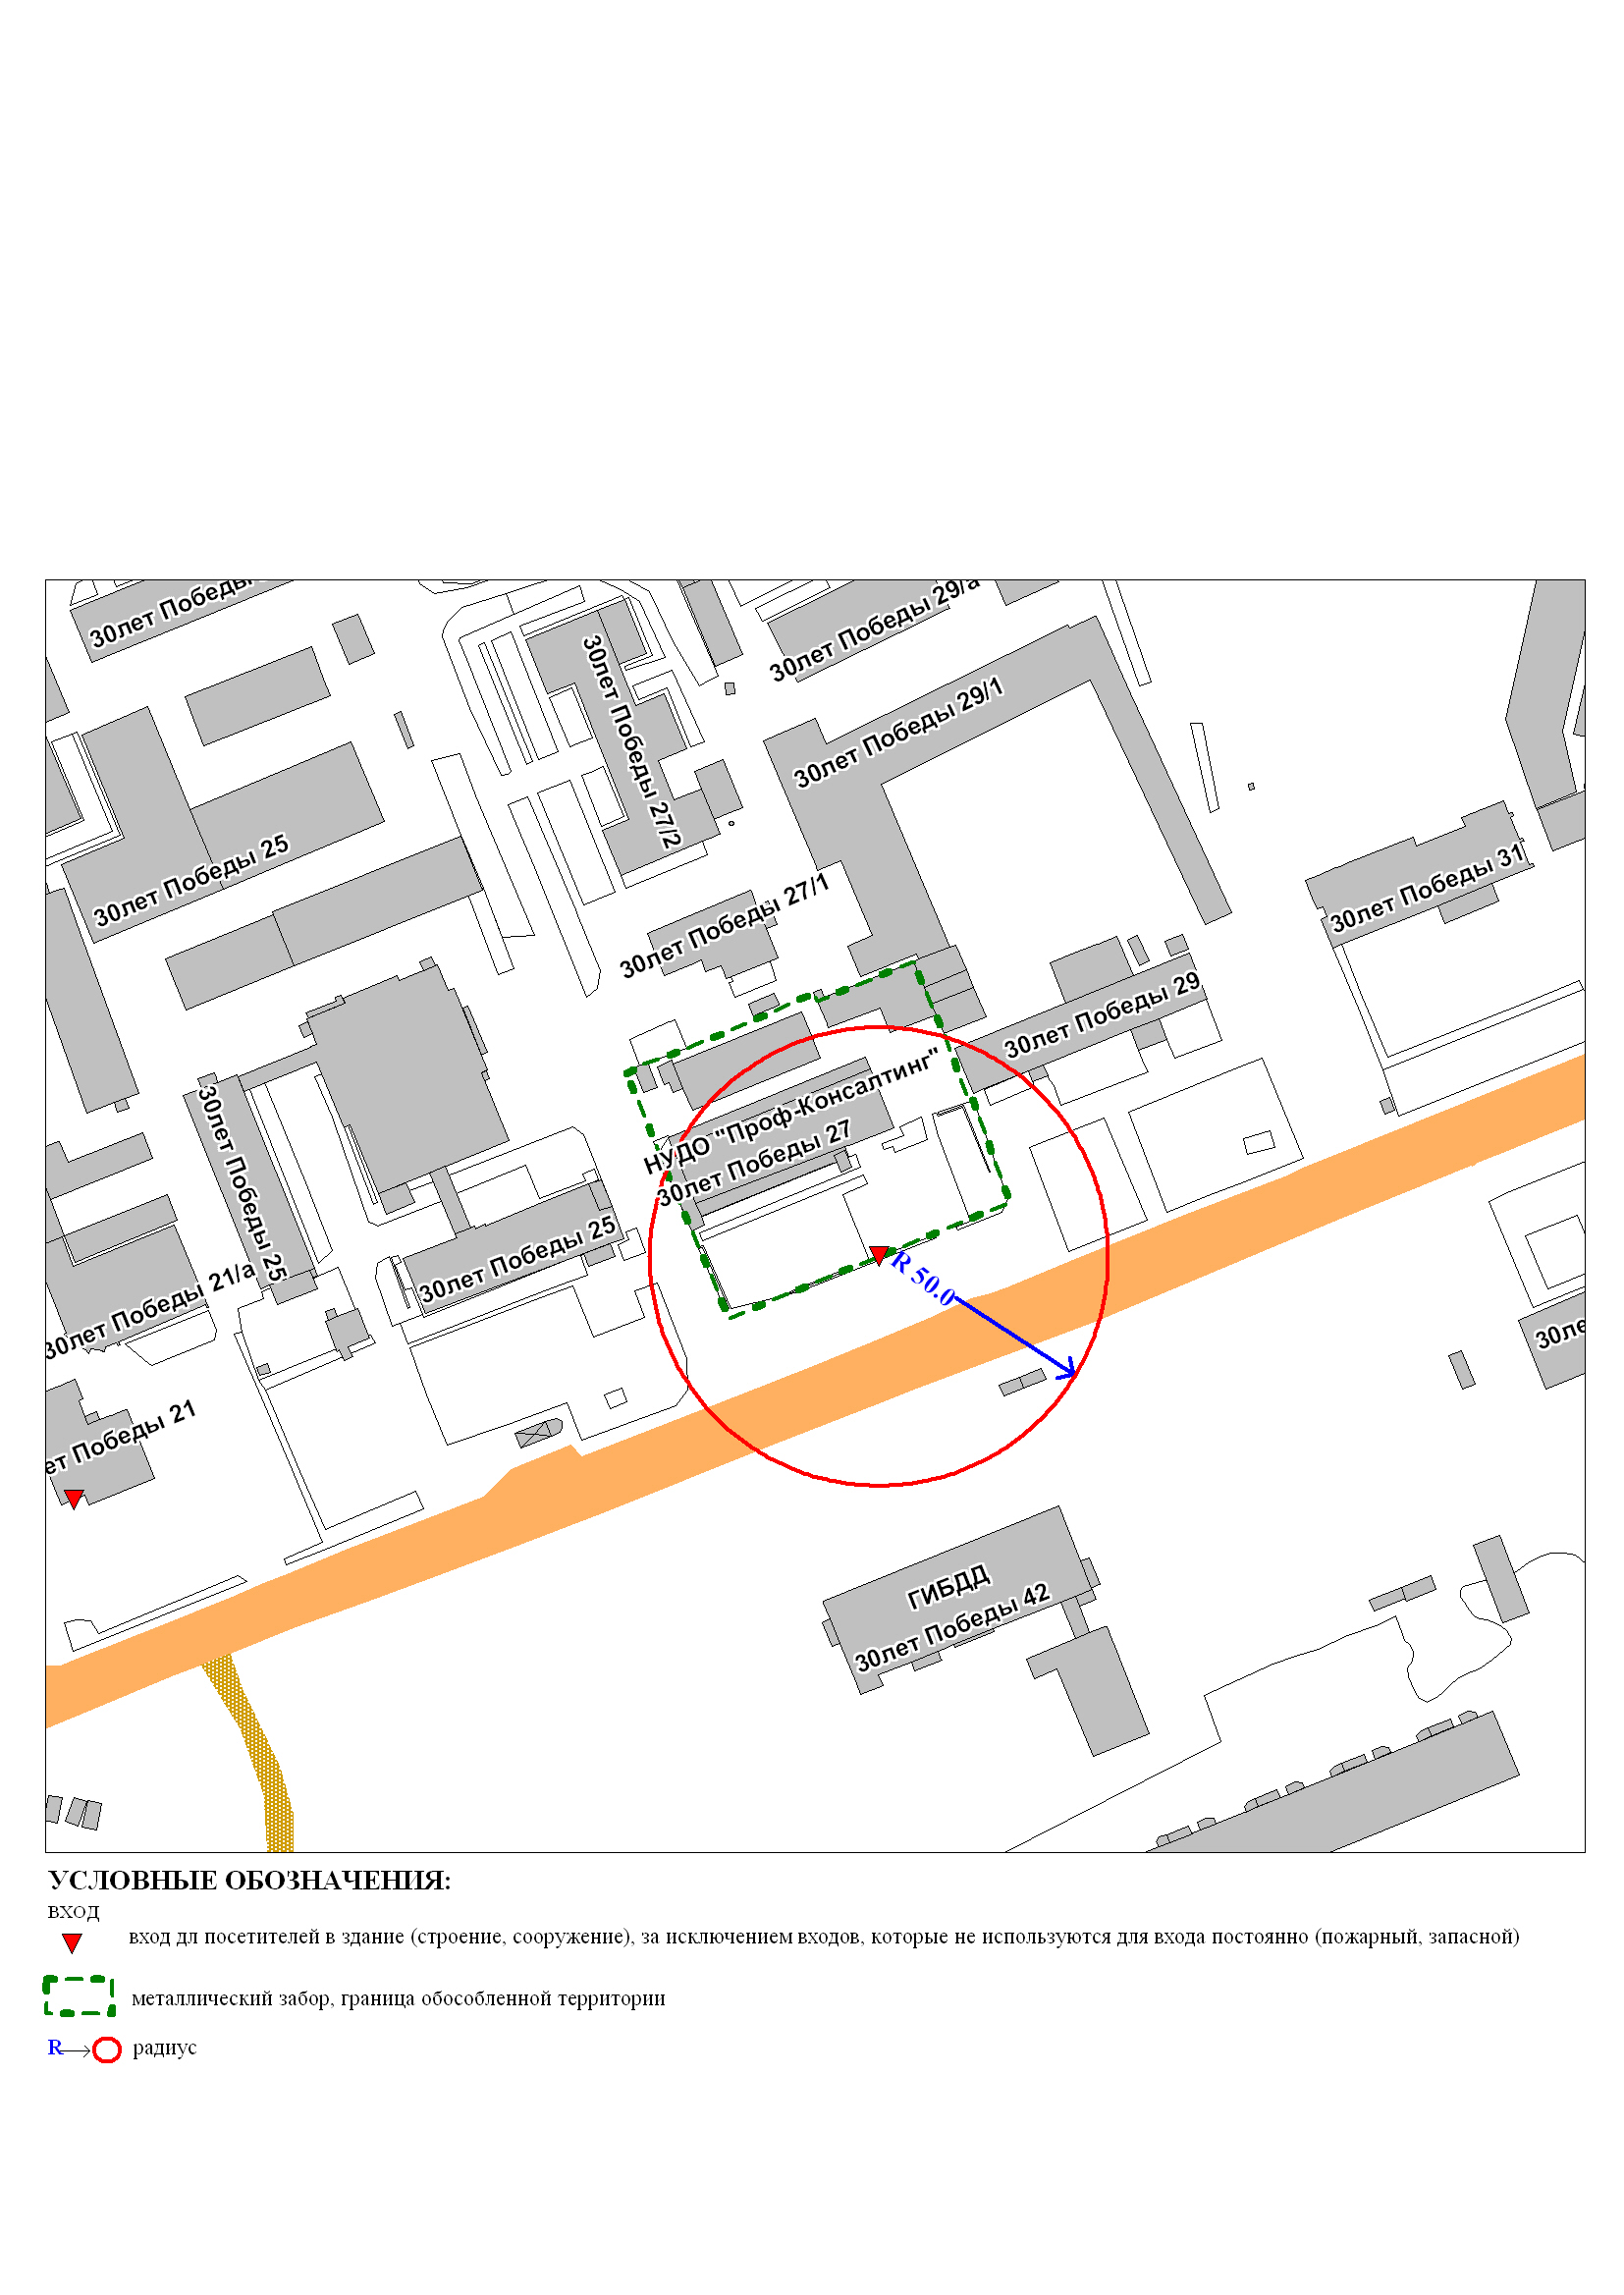 30лет Победы
30лет Победы 29/а
30лет Победы 27/2
30лет Победы 29/1
30лет Победы 25
30лет Победы 27/1
30лет Победы 31
30лет Победы 29
НУДО "Проф-Консалтинг"
30лет Победы 27
30лет Победы 25
30лет Победы 25
30лет Победы 21/а
R 50.0
30ле
ет Победы 21
ГИБДД
30лет Победы 42
УСЛОВНЫЕ ОБОЗНАЧЕНИЯ:
вход
вход дл посетителей в здание (строение, сооружение), за исключением входов, которые не используются для входа постоянно (пожарный, запасной)
металлический забор, граница обособленной территории
R радиус